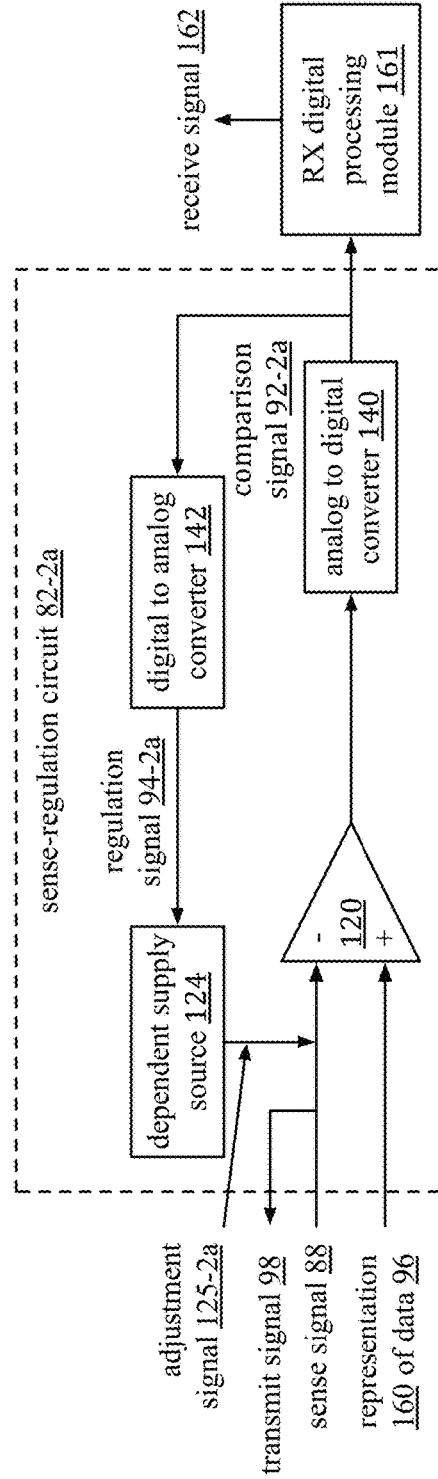 sense-regulation circuit 82-2a
receive signal 162
adjustment
signal 125-2a
dependent supply
source 124
regulation
signal 94-2a
digital to analog
converter 142
comparison
signal 92-2a
RX digital
processing
module 161
transmit signal 98
sense signal 88
representation
160 of data 96
-
120
+
analog to digital
converter 140